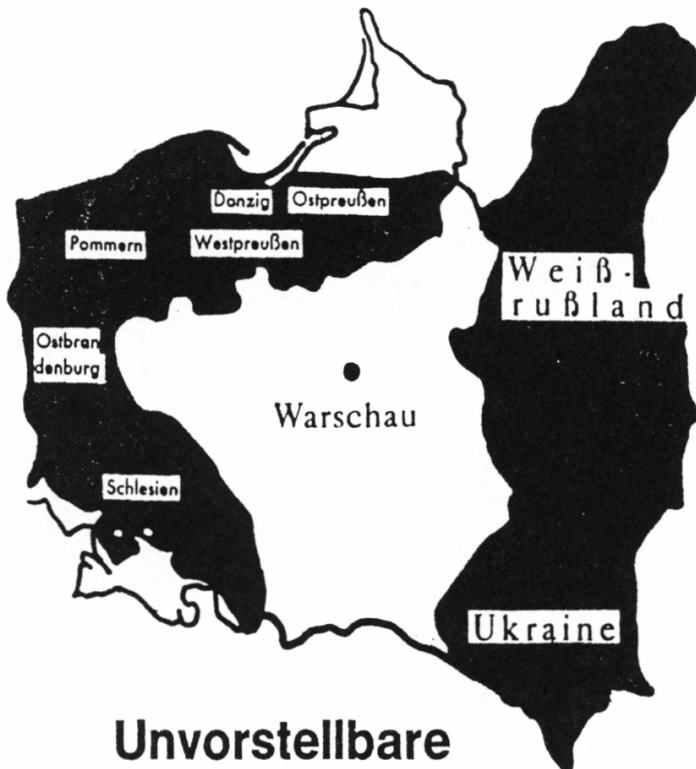 Danzig
Ostpreußen
Pommern
Westpreußen
Weiß-
rußland
Ostbran
denburg
Warschau
Schlesien
Ukraine
Unvorstellbare